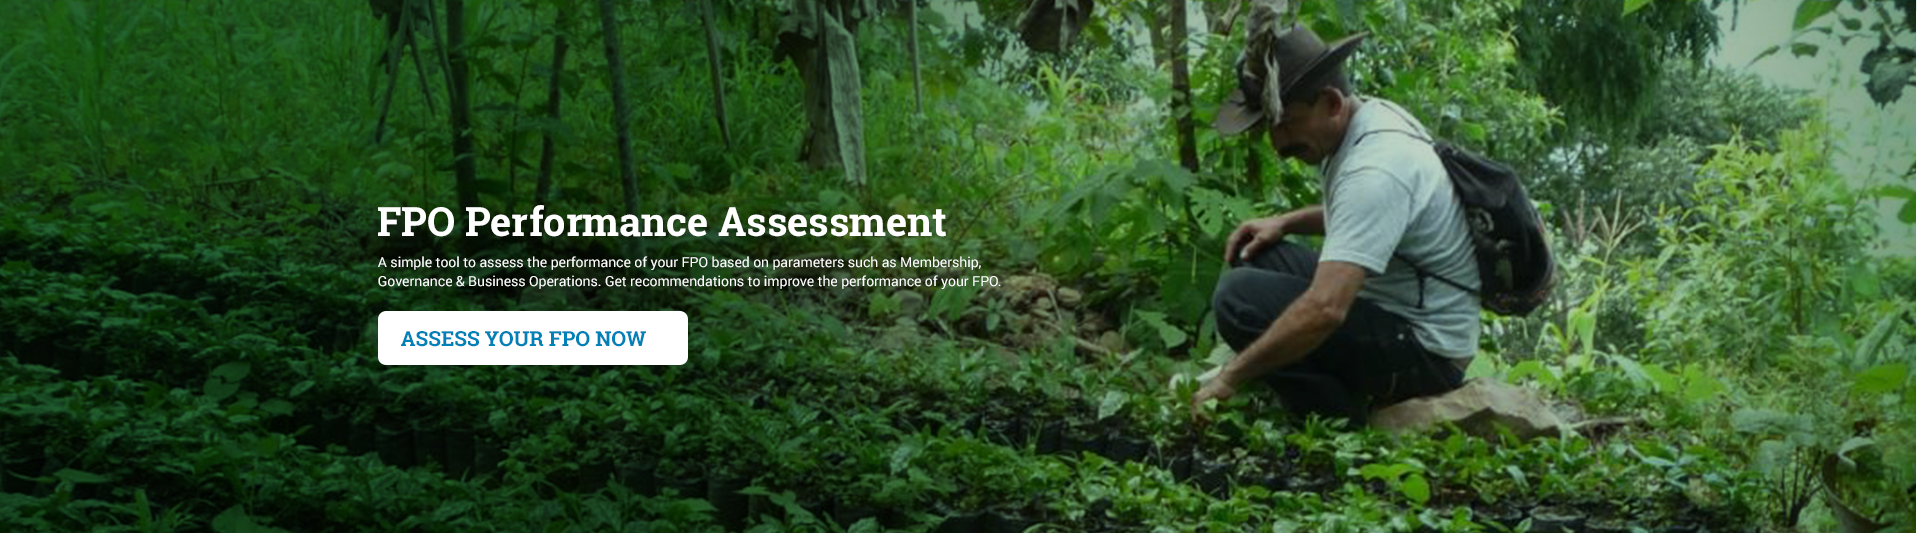 FPO Performance Assessment
A simple tool to assess the performance of your FPO based on parameters such as Membership,
Governance & Business Operations. Get recommendations to improve the performance of your FPO.
ASSESS YOUR FPO NOW